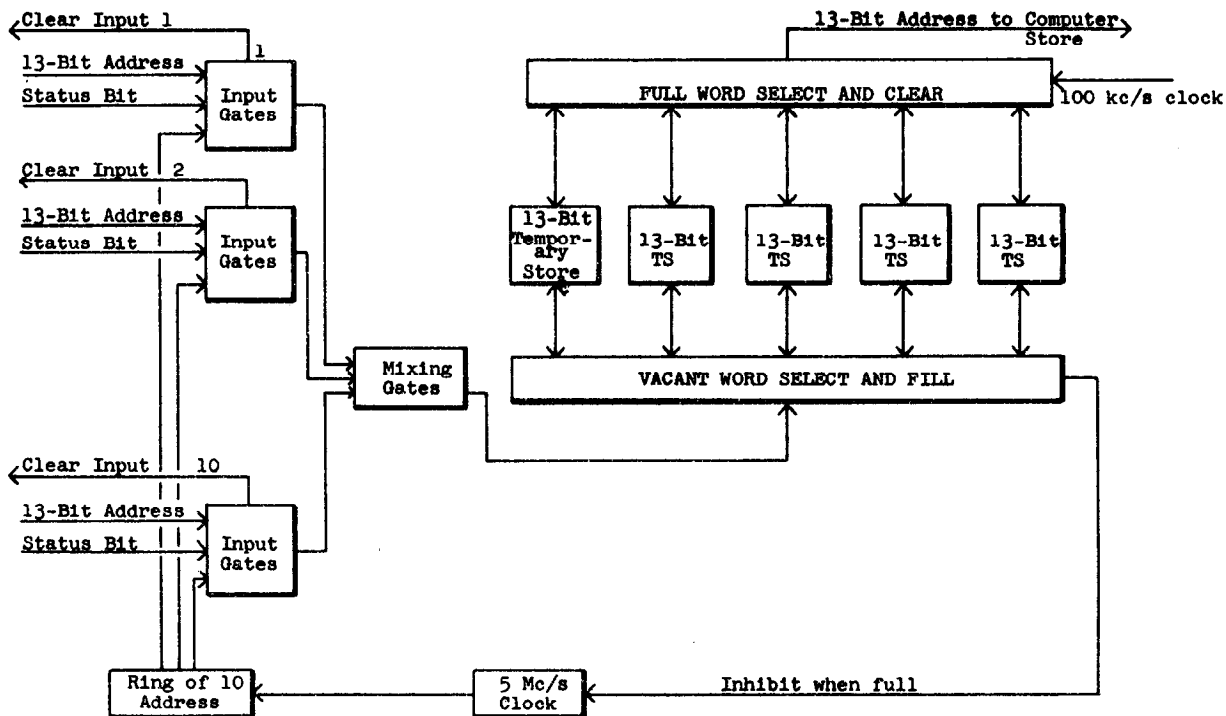 Clear Input 1
1
13-Bit Address
Status Bit
Input
Gates
Clear Input 2
13-Bit Address
Status Bit
Input
Gates
Clear Input 10
13-Bit Address
Status Bit
Input
Gates
Mixing
Gates
Ring of 10
Address
5 Mc/s
Clock
Inhibit when full
13-Bit Address to Computer
Store
FULL WORD SELECT AND CLEAR
100 kc/s clock
13-Bit
Tempor-
ary
Store
13-Bit
TS
13-Bit
TS
13-Bit
TS
13-Bit
TS
VACANT WORD SELECT AND FILL